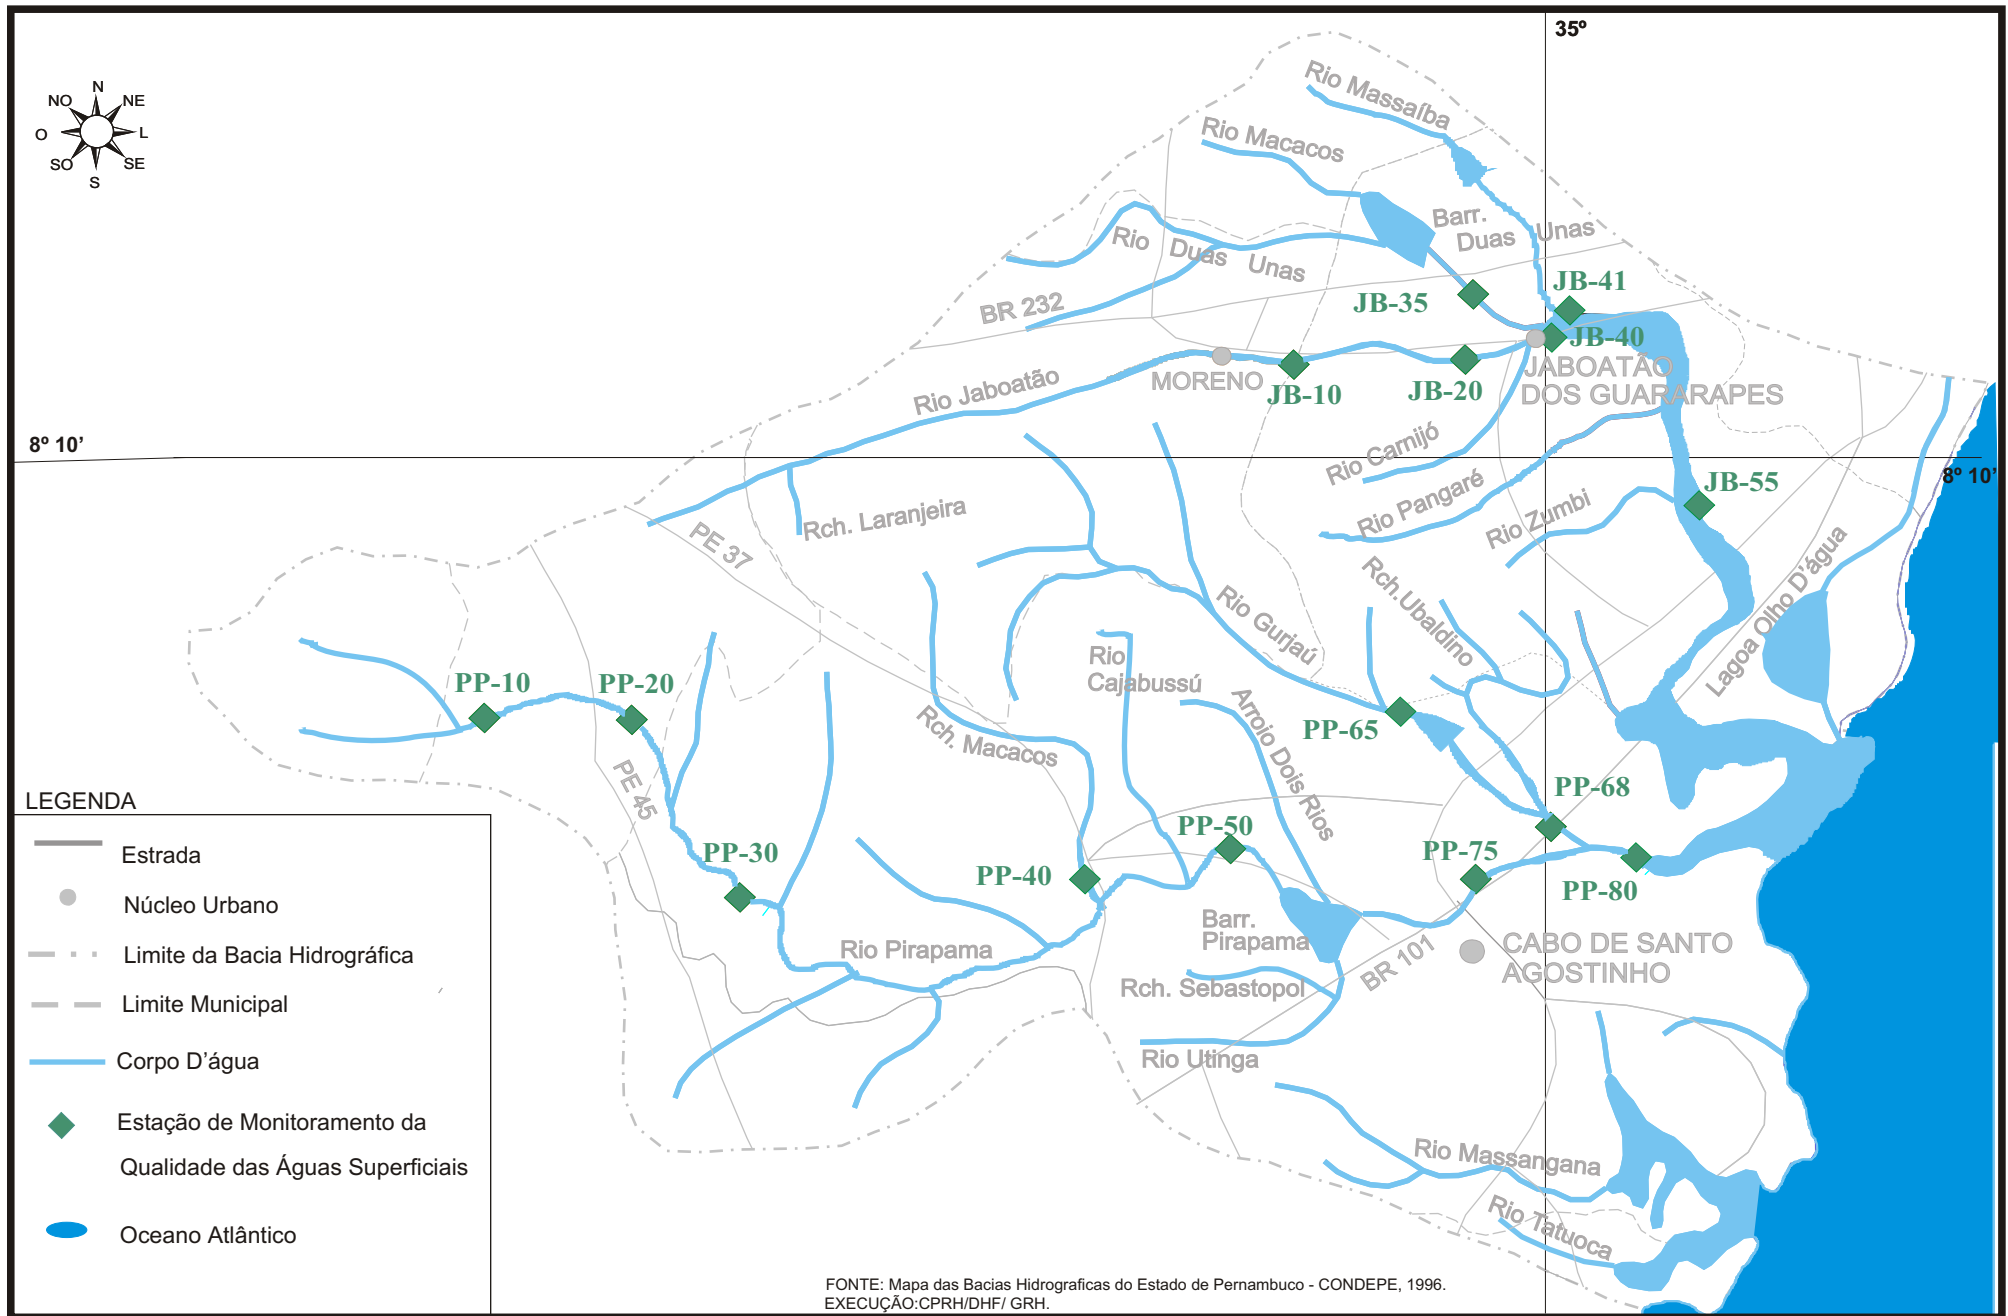 35º
N
NO
NE
O
L
SO
SE
S
Rio Massaíba
Rio Macacos
Barr.
Duas Unas
Rio Duas Unas
JB-41
JB-35
BR 232
JB-40
JABOATÃO
DOS GUARARAPES
MORENO
JB-10
JB-20
Rio Jaboatão
8º 10’
8º 10’
Rio Carnijó
Rio Pangaré
JB-55
Rch. Laranjeira
PE 37
Rio Zumbi
Rch.Ubaldino
Lagoa Olho D’água
Rio Gurjaú
Rio
Cajabussú
PP-10
PP-20
Arroio Dois Rios
PP-65
Rch. Macacos
PE 45
PP-68
PP-50
PP-30
PP-40
PP-75
PP-80
Barr.
Pirapama
Rio Pirapama
BR 101
CABO DE SANTO
AGOSTINHO
Rch. Sebastopol
Rio Utinga
Rio Massangana
Rio Tatuoca
LEGENDA
Estrada
Núcleo Urbano
Limite da Bacia Hidrográfica
Limite Municipal
Corpo D’água
Estação de Monitoramento da
Qualidade das Águas Superficiais
Oceano Atlântico
FONTE: Mapa das Bacias Hidrograficas do Estado de Pernambuco - CONDEPE, 1996.
EXECUÇÃO:CPRH/DHF/ GRH.